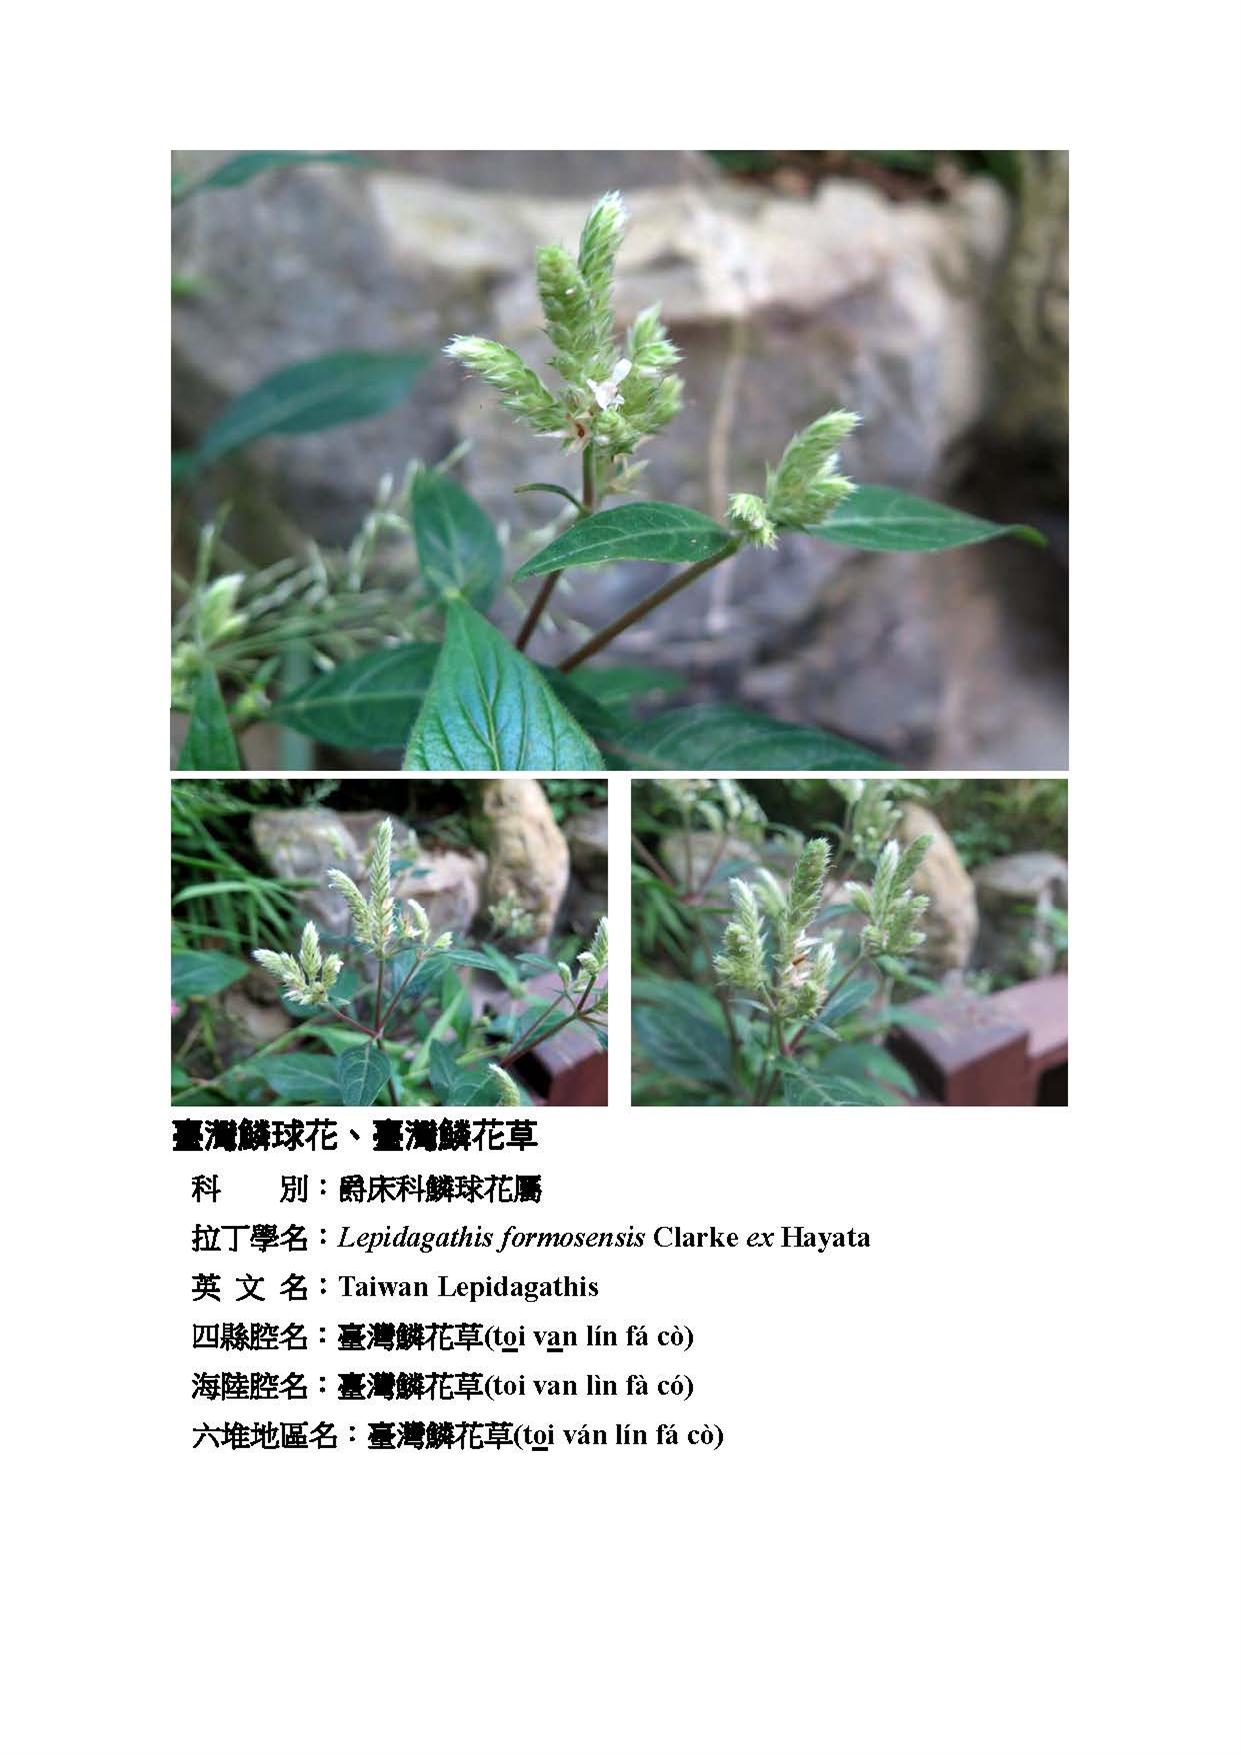 臺灣鱗球花、臺灣鱗花草
科　　別：爵床科鱗球花屬
拉丁學名：Lepidagathis formosensis Clarke ex Hayata
英 文 名：Taiwan Lepidagathis
四縣腔名：臺灣鱗花草(to̲i va̲n lín fá cò)
海陸腔名：臺灣鱗花草(toi van lìn fà có)
六堆地區名：臺灣鱗花草(to̲i ván lín fá cò)